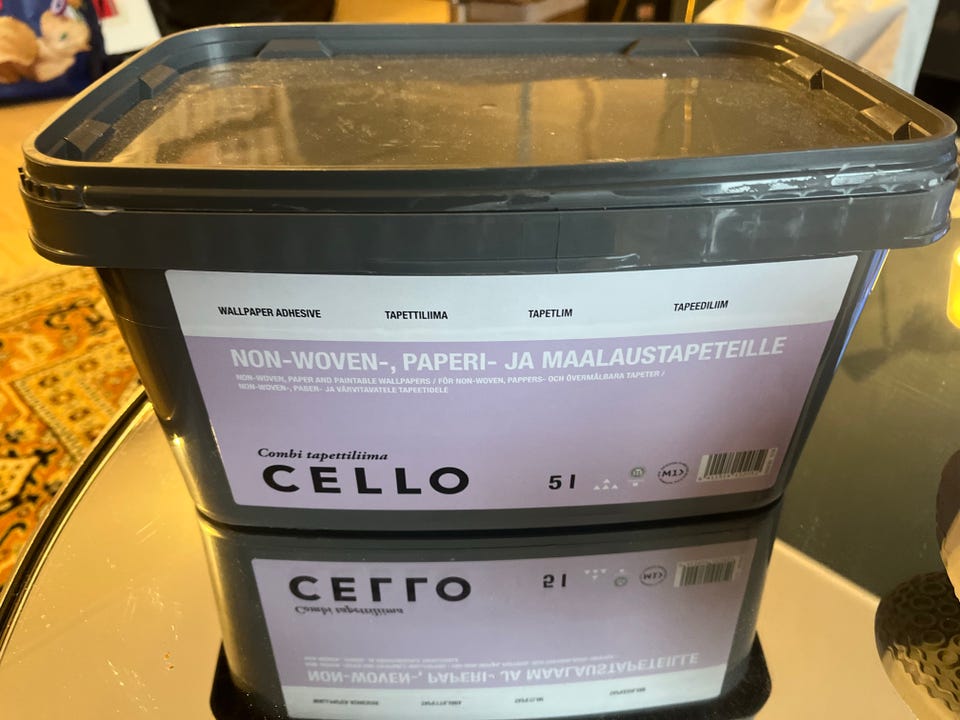 WALLPAPER ADHESIVE TAPETTILIIMA TAPETLIM TAPEEDILIIM
NON-WOVEN-, PAPERI- JA MAALAUSTAPETEILLE
NON-WOVEN, PAPER AND PAINTABLE WALLPAPERS / FÖR NON-WOVEN, PAPPERS- OCH ÖVERMÅLBARA TAPETER /
NON-WOVEN-, PABER- JA VÄRVITAVATELE TAPEETIDELE
Combi tapettiliima
CELLO
5 l
M1